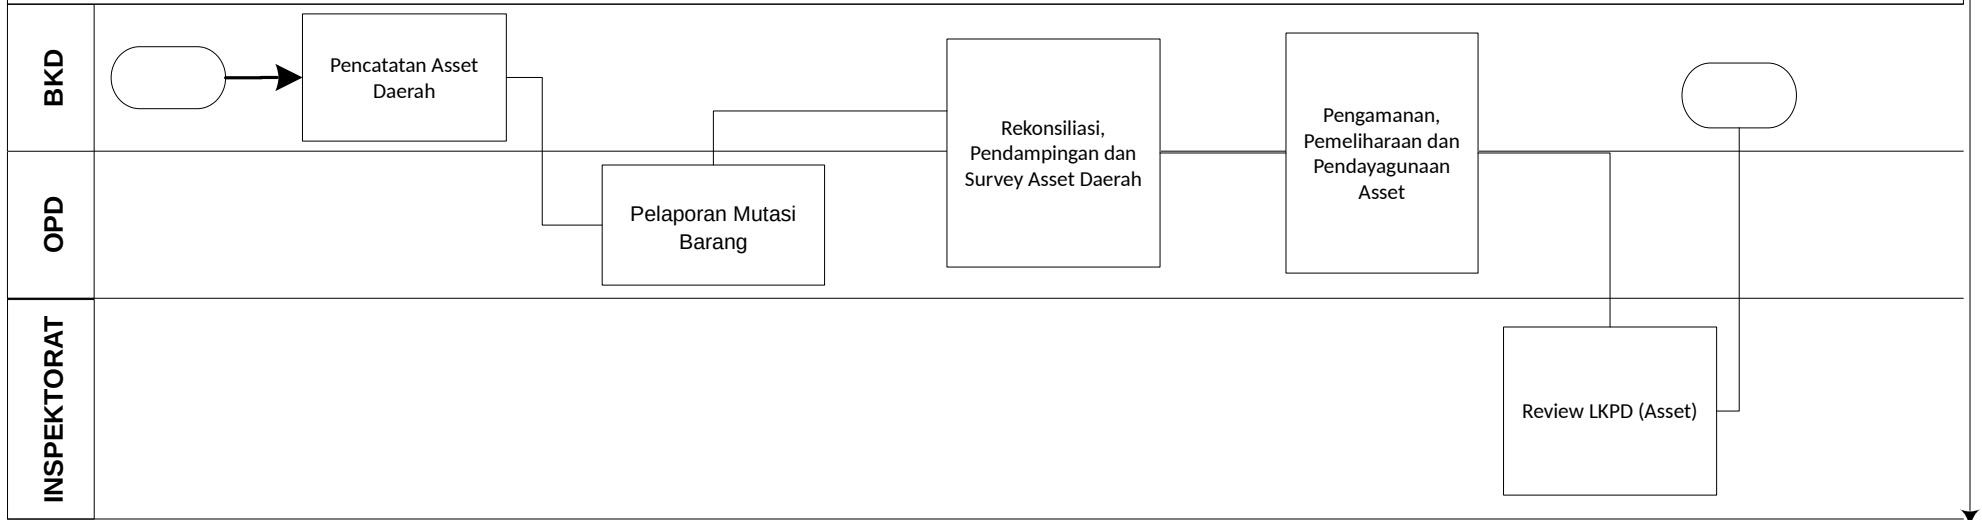 BKD
Pencatatan Asset
Daerah
Rekonsiliasi,
Pendampingan dan
Survey Asset Daerah
Pengamanan,
Pemeliharaan dan
Pendayagunaan
Asset
OPD
Pelaporan Mutasi
Barang
INSPEKTORAT
Review LKPD (Asset)